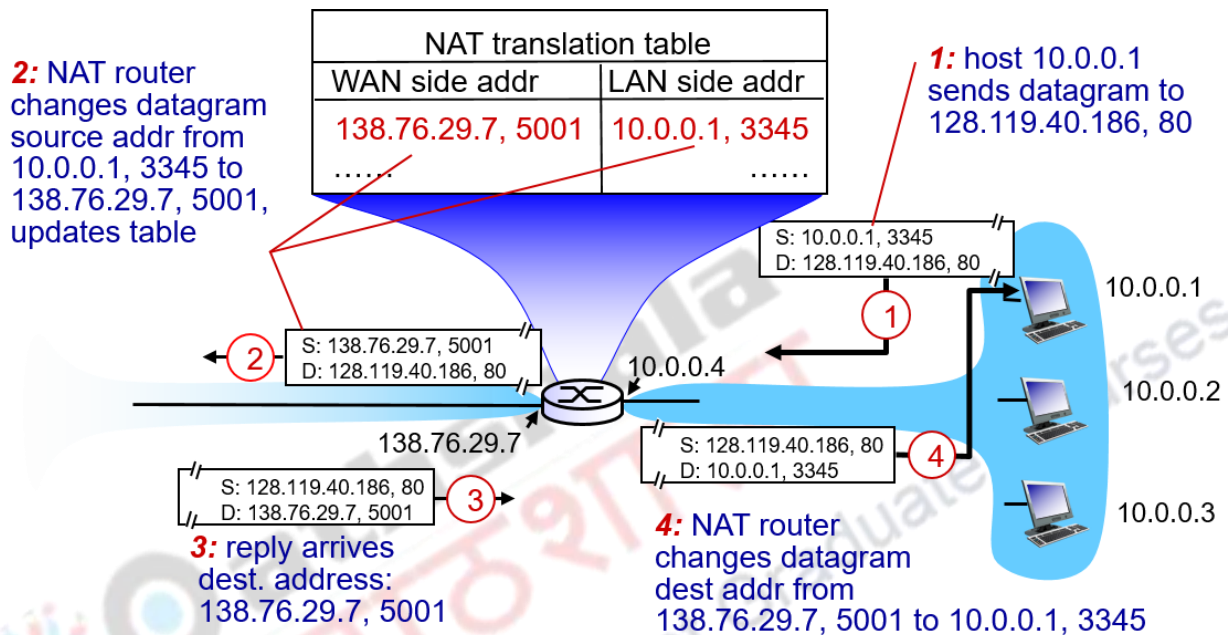 NAT translation table
WAN side addr LAN side addr
138.76.29.7, 5001 10.0.0.1, 3345
…… ……
2: NAT router
changes datagram
source addr from
10.0.0.1, 3345 to
138.76.29.7, 5001,
updates table
1: host 10.0.0.1
sends datagram to
128.119.40.186, 80
S: 10.0.0.1, 3345
D: 128.119.40.186, 80
1
10.0.0.1
2
S: 138.76.29.7, 5001
D: 128.119.40.186, 80
10.0.0.4
10.0.0.2
138.76.29.7
S: 128.119.40.186, 80
D: 10.0.0.1, 3345
4
S: 128.119.40.186, 80
D: 138.76.29.7, 5001
3
10.0.0.3
3: reply arrives
dest. address:
138.76.29.7, 5001
4: NAT router
changes datagram
dest addr from
138.76.29.7, 5001 to 10.0.0.1, 3345
पाठशाला
Graduate Courses